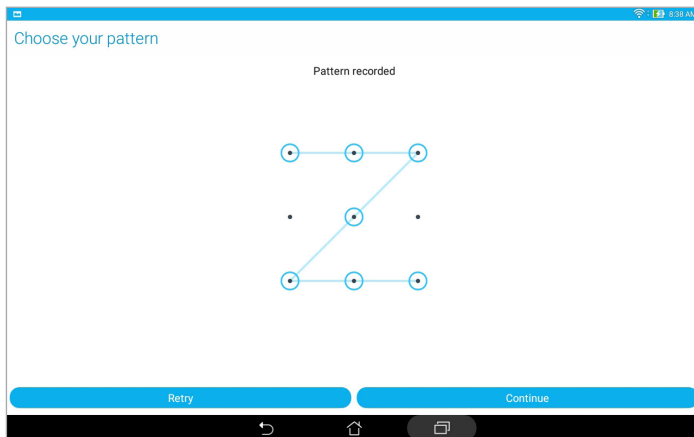 8:38 AM
Choose your pattern
Pattern recorded
Retry
Continue